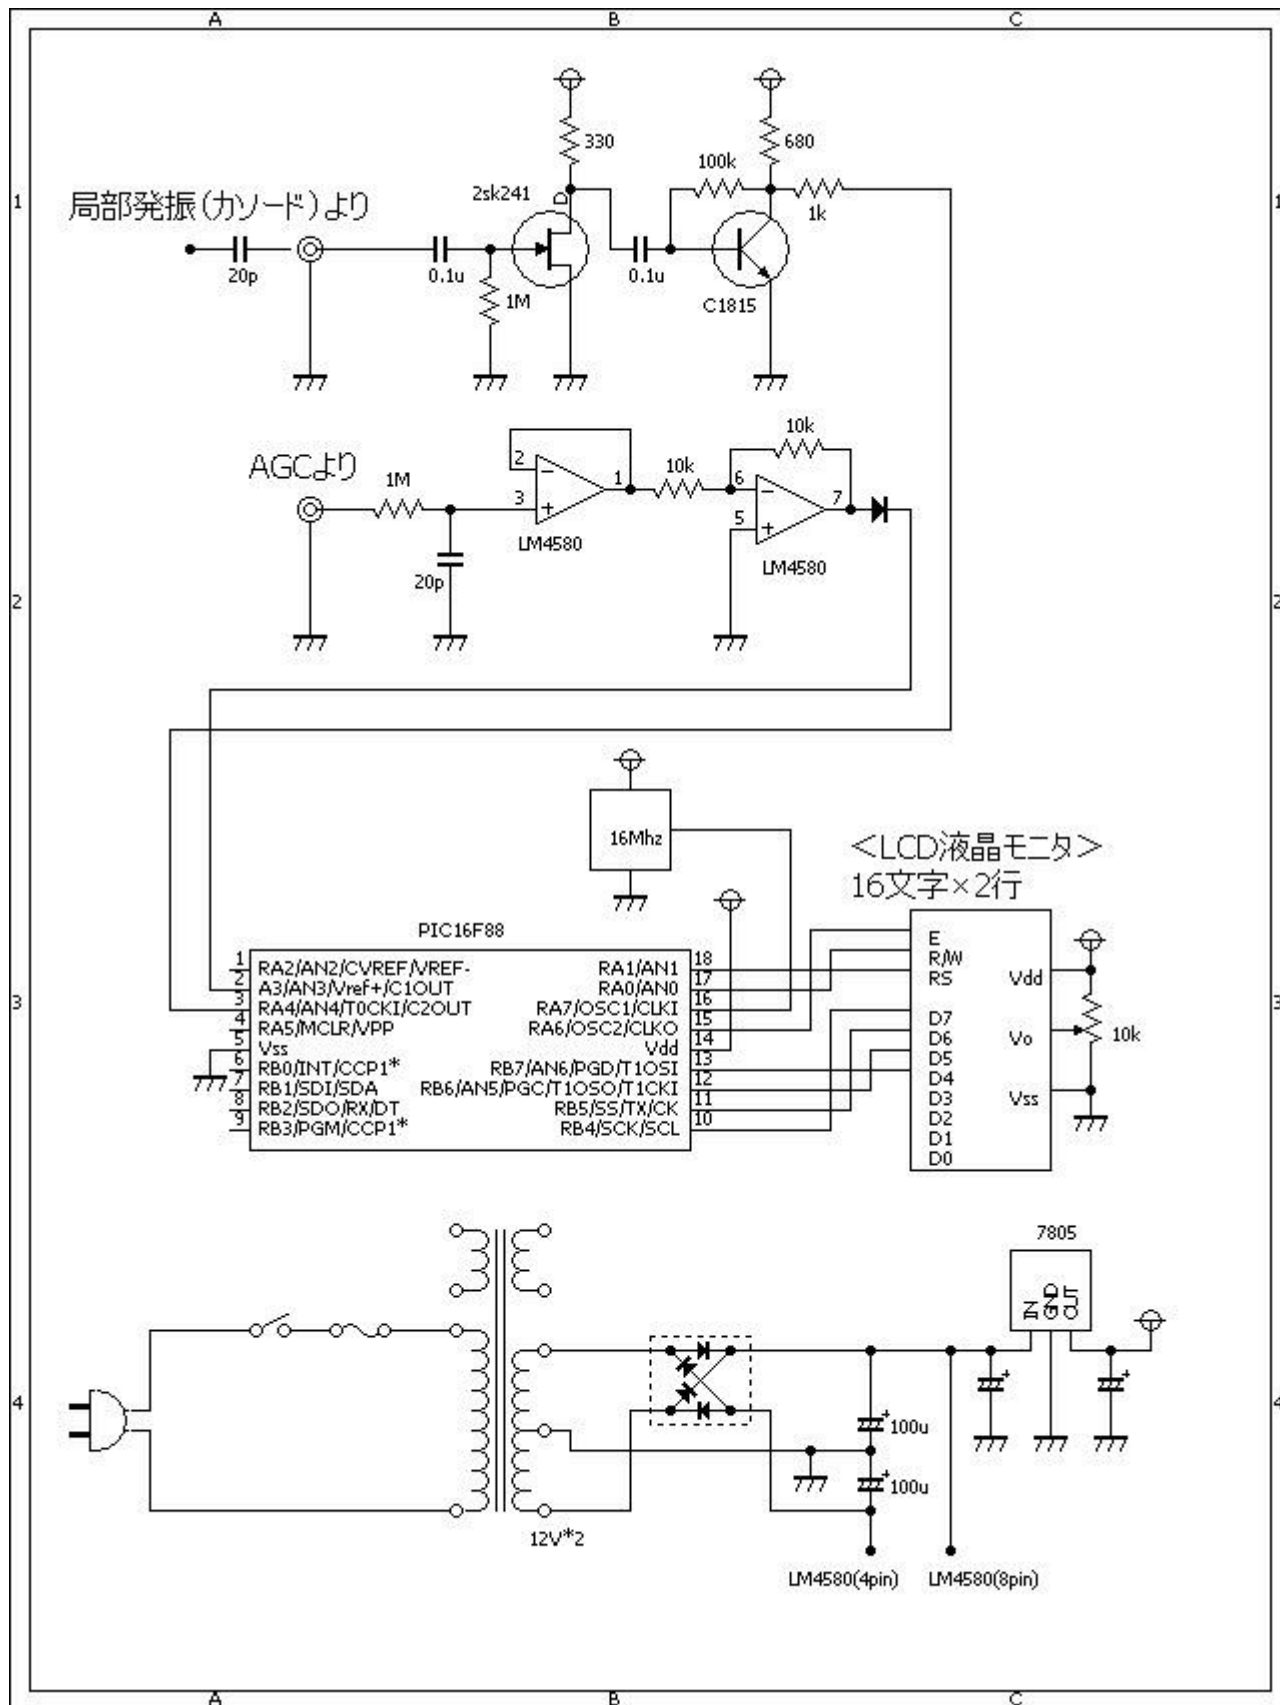 A B C
330
680
100k
1
1
2sk241
D
局部発振(カソード)より
1k
20p
0.1u
1M
0.1u
C1815
10k
AGCより
1M
2
3
1
10k
6
5
7
LM4580
LM4580
20p
2
2
16Mhz
<LCD液晶モニタ>
16文字×2行
PIC16F88
1 RA2/AN2/CVREF/VREF- RA1/AN1 18
2 A3/AN3/Vref+/C1OUT RA0/AN0 17
3 RA4/AN4/T0CKI/C2OUT RA7/OSC1/CLKI 16
4 RA5/MCLR/VPP RA6/OSC2/CLKO 15
5 Vss Vdd 14
6 RB0/INT/CCP1* RB7/AN6/PGD/T1OSI 13
7 RB1/SDI/SDA RB6/AN5/PGC/T1OSO/T1CKI 12
8 RB2/SDO/RX/DT RB5/SS/TX/CK 11
9 RB3/PGM/CCP1* RB4/SCK/SCL 10
E
R/W
RS
D7
D6
D5
D4
D3
D2
D1
D0
Vdd
Vo
Vss
10k
3
3
7805
IN
GND
OUT
4
4
+
+
+
100u
+
100u
12V*2
LM4580(4pin)
LM4580(8pin)
A B C